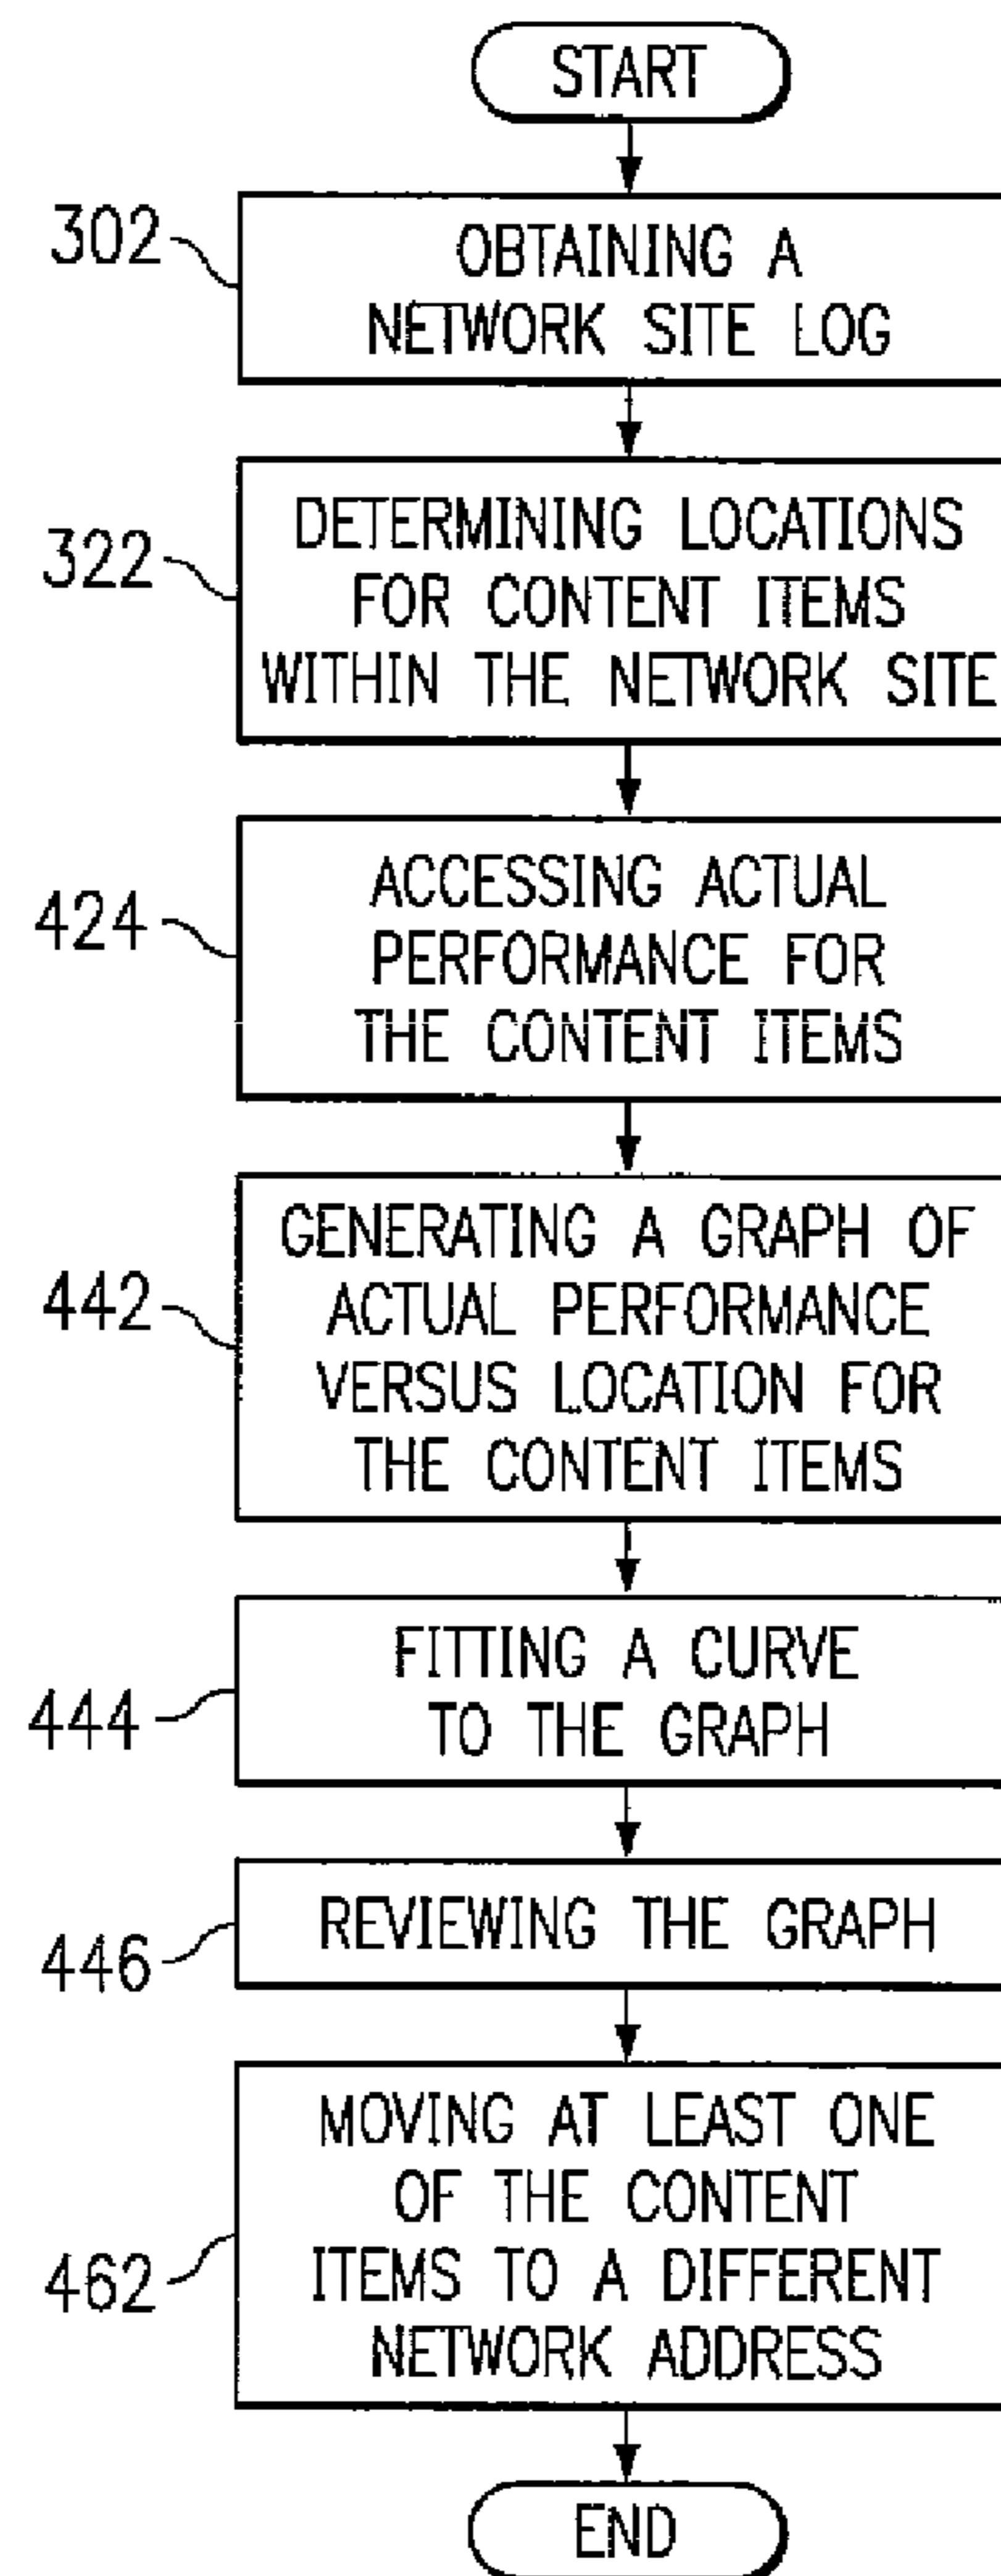 START
302
OBTAINING A
NETWORK SITE LOG
322
DETERMINING LOCATIONS
FOR CONTENT ITEMS
WITHIN THE NETWORK SITE
424
ACCESSING ACTUAL
PERFORMANCE FOR
THE CONTENT ITEMS
442
GENERATING A GRAPH OF
ACTUAL PERFORMANCE
VERSUS LOCATION FOR
THE CONTENT ITEMS
444
FITTING A CURVE
TO THE GRAPH
446
REVIEWING THE GRAPH
462
MOVING AT LEAST ONE
OF THE CONTENT
ITEMS TO A DIFFERENT
NETWORK ADDRESS
END